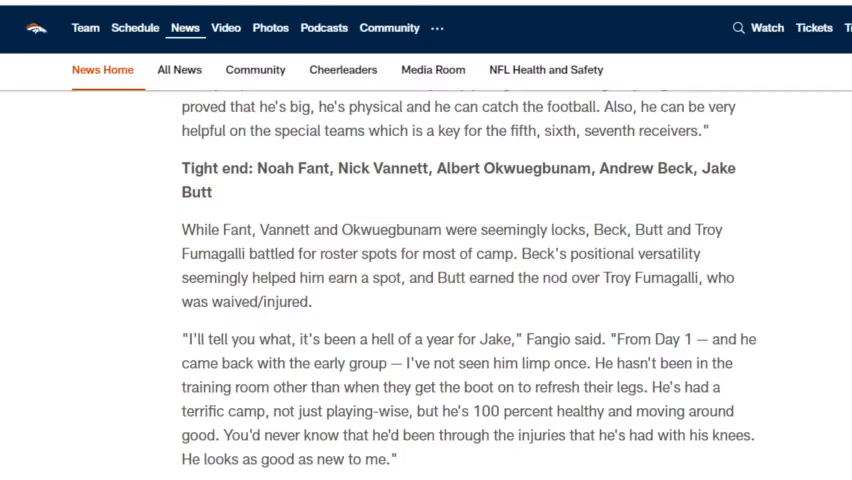 Team Schedule News Video Photos Podcasts Community ··· Watch Tickets
News Home All News Community Cheerleaders Media Room NFL Health and Safety
proved that he's big, he's physical and he can catch the football. Also, he can be very
helpful on the special teams which is a key for the fifth, sixth, seventh receivers."
Tight end: Noah Fant, Nick Vannett, Albert Okwuegbunam, Andrew Beck, Jake
Butt
While Fant, Vannett and Okwuegbunam were seemingly locks, Beck, Butt and Troy
Fumagalli battled for roster spots for most of camp. Beck's positional versatility
seemingly helped him earn a spot, and Butt earned the nod over Troy Fumagalli, who
was waived/injured.
"I'll tell you what, it's been a hell of a year for Jake," Fangio said. "From Day 1 — and he
came back with the early group — I've not seen him limp once. He hasn't been in the
training room other than when they get the boot on to refresh their legs. He's had a
terrific camp, not just playing-wise, but he's 100 percent healthy and moving around
good. You'd never know that he'd been through the injuries that he's had with his knees.
He looks as good as new to me."